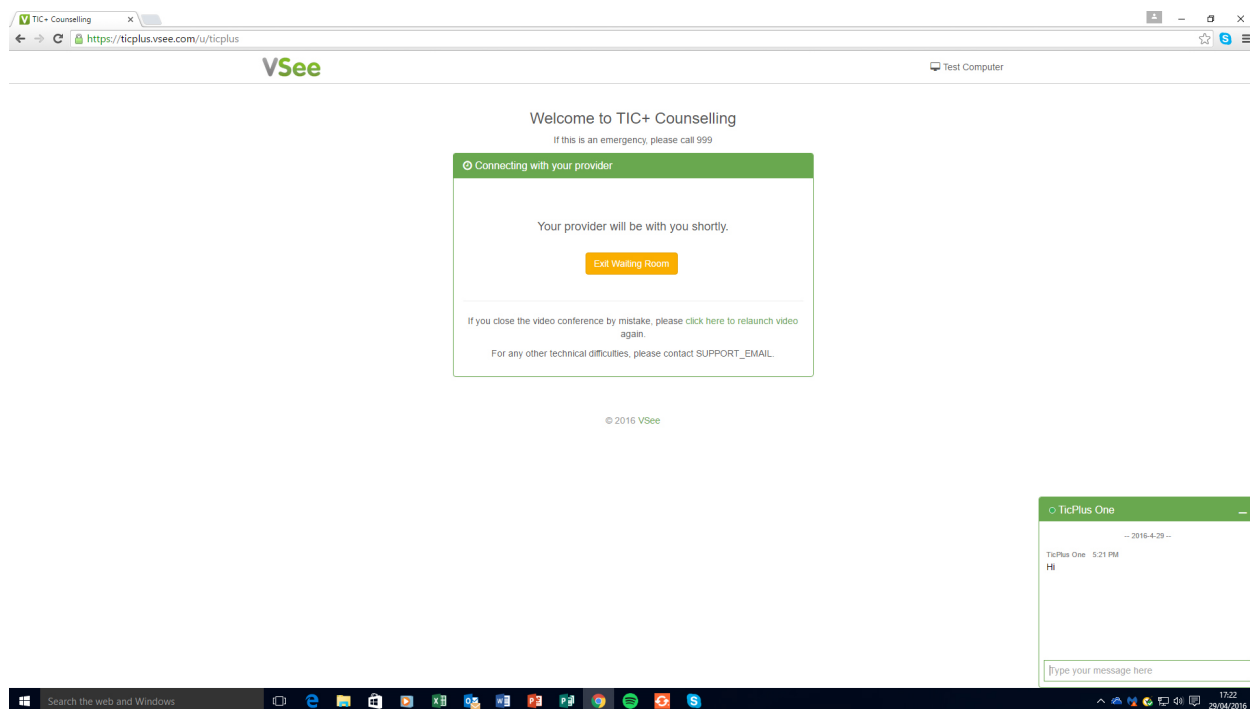 TIC+ Counselling
https://ticplus.vsee.com/u/ticplus
VSee
Test Computer
Welcome to TIC+ Counselling
If this is an emergency, please call 999
Connecting with your provider
Your provider will be with you shortly.
Exit Waiting Room
If you close the video conference by mistake, please click here to relaunch video
again.
For any other technical difficulties, please contact SUPPORT_EMAIL.
© 2016 VSee
TicPlus One
-- 2016-4-29 --
TicPlus One 5:21 PM
Hi
Type your message here
Search the web and Windows
17:22
29/04/2016